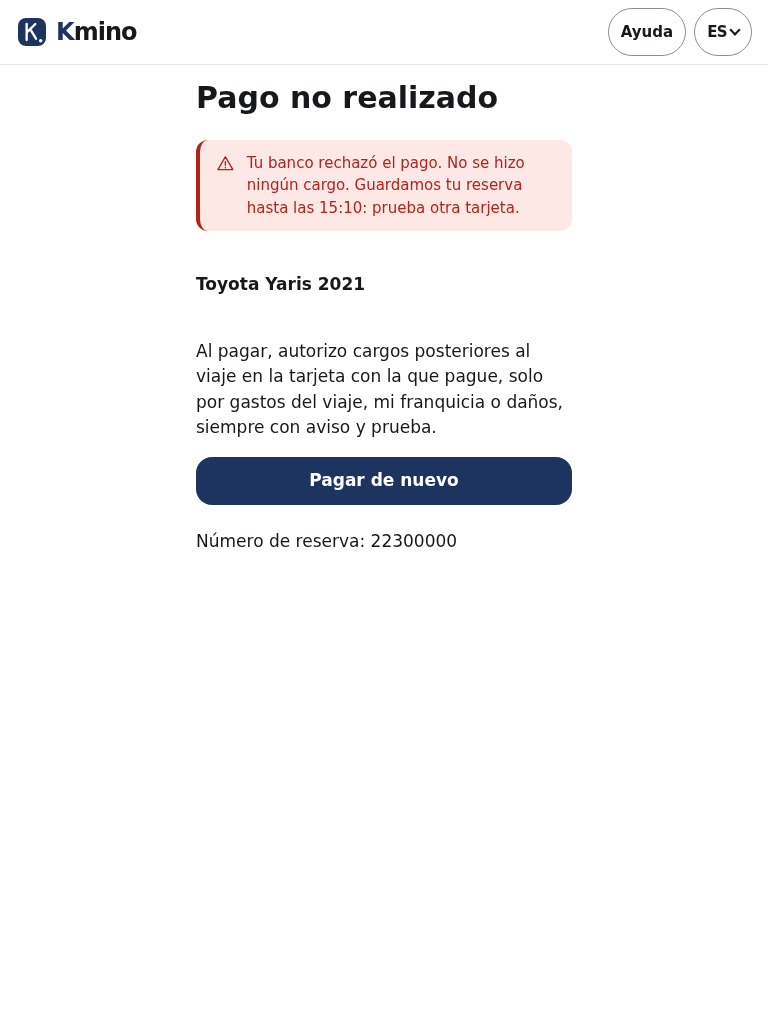 K. Kmino
Ayuda
ES
Pago no realizado
Tu banco rechazó el pago. No se hizo
ningún cargo. Guardamos tu reserva
hasta las 15:10: prueba otra tarjeta.
Toyota Yaris 2021
Al pagar, autorizo cargos posteriores al
viaje en la tarjeta con la que pague, solo
por gastos del viaje, mi franquicia o daños,
siempre con aviso y prueba.
Pagar de nuevo
Número de reserva: 22300000